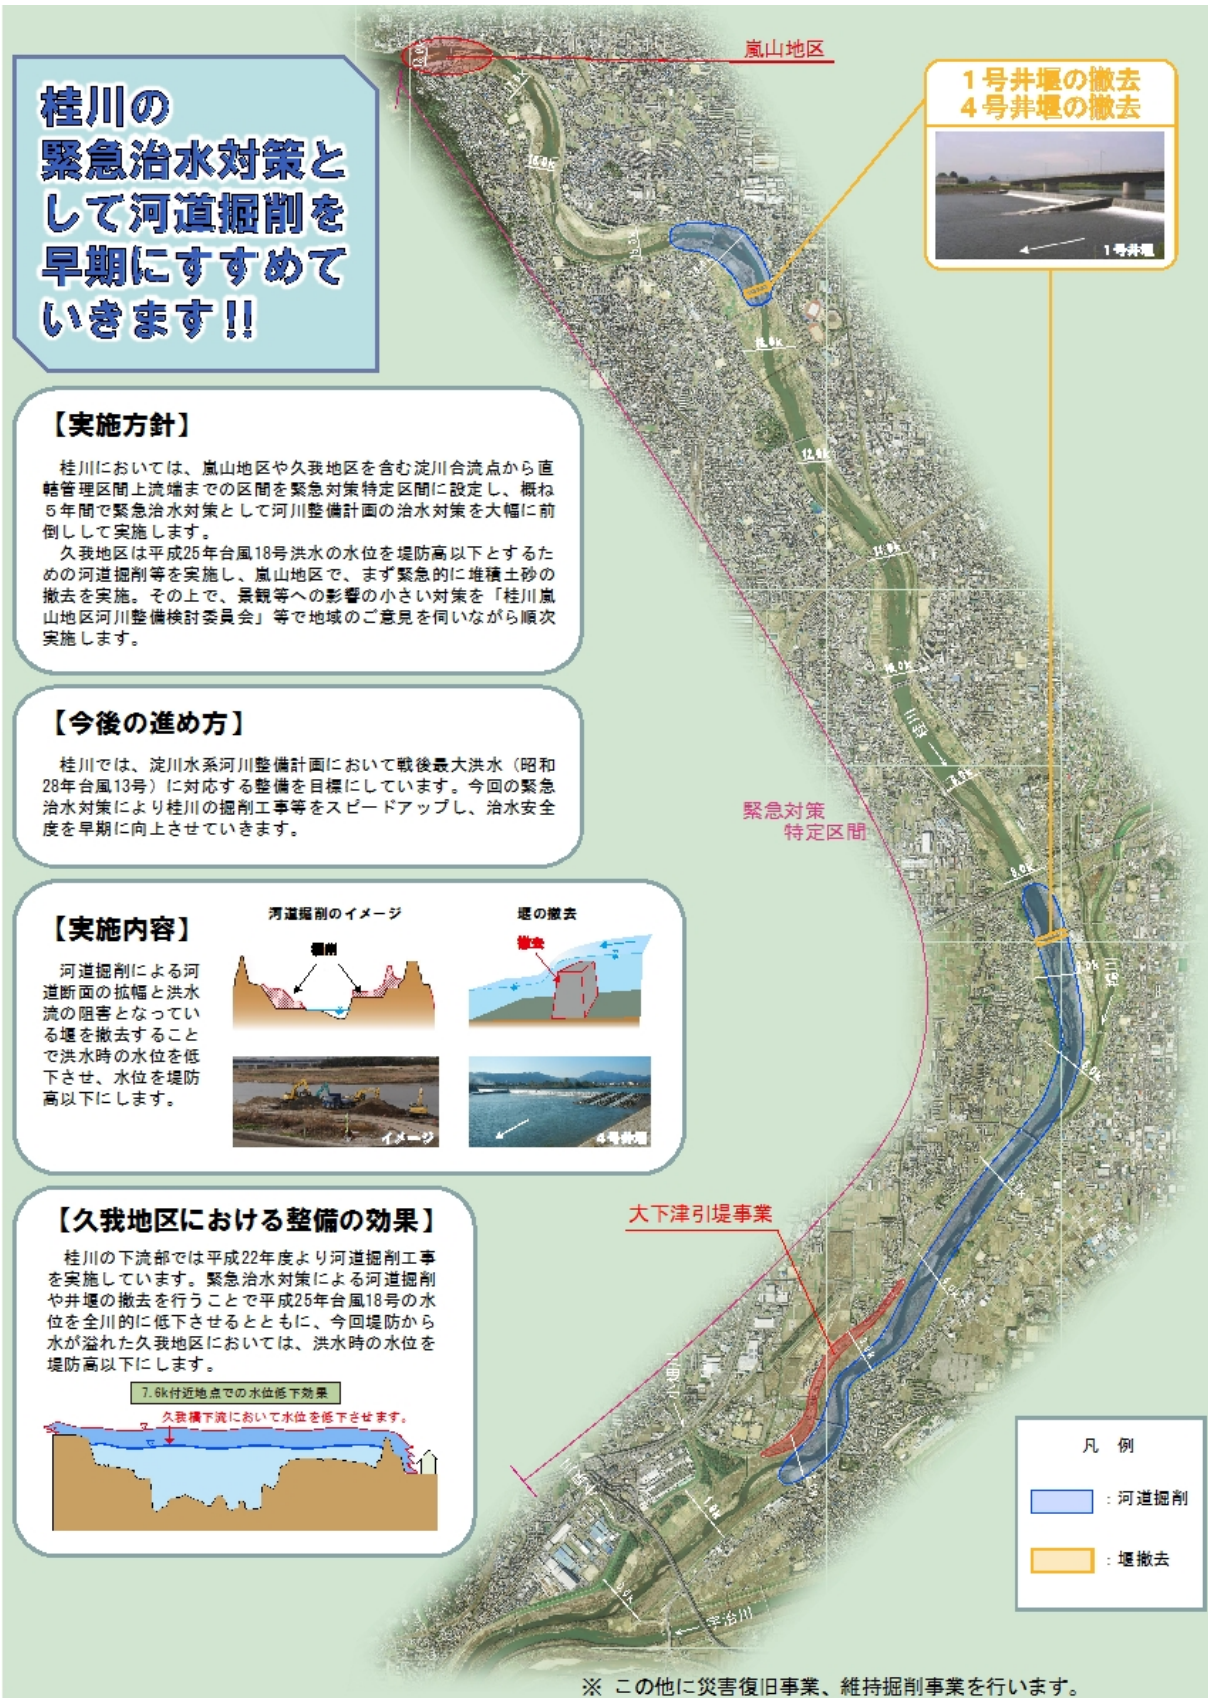 桂川の
緊急治水対策と
して河道掘削を
早期にすすめて
いきます!!
嵐山地区
1号井堰の撤去
4号井堰の撤去
1号井堰
【実施方針】
桂川においては、嵐山地区や久我地区を含む淀川合流点から直
轄管理区間上流端までの区間を緊急対策特定区間に設定し、概ね
5年間で緊急治水対策として河川整備計画の治水対策を大幅に前
倒しして実施します。
久我地区は平成25年台風18号洪水の水位を堤防高以下とするた
めの河道掘削等を実施し、嵐山地区で、まず緊急的に堆積土砂の
撤去を実施。その上で、景観等への影響の小さい対策を「桂川嵐
山地区河川整備検討委員会」等で地域のご意見を伺いながら順次
実施します。
【今後の進め方】
桂川では、淀川水系河川整備計画において戦後最大洪水（昭和
28年台風13号）に対応する整備を目標にしています。今回の緊急
治水対策により桂川の掘削工事等をスピードアップし、治水安全
度を早期に向上させていきます。
緊急対策
特定区間
【実施内容】
河道掘削による河
道断面の拡幅と洪水
流の阻害となってい
る堰を撤去すること
で洪水時の水位を低
下させ、水位を堤防
高以下にします。
河道掘削のイメージ
掘削
イメージ
堰の撤去
撤去
4号井堰
大下津引堤事業
【久我地区における整備の効果】
桂川の下流部では平成22年度より河道掘削工事
を実施しています。緊急治水対策による河道掘削
や井堰の撤去を行うことで平成25年台風18号の水
位を全川的に低下させるとともに、今回堤防から
水が溢れた久我地区においては、洪水時の水位を
堤防高以下にします。
7.6k付近地点での水位低下効果
久我橋下流において水位を低下させます。
18.0k
16.0k
12.0k
11.0k
10.0k
桂川
9.0k
8.0k
7.0k
6.0k
1.0k
0.0k
小畑川
宇治川
凡 例
：河道掘削
：堰撤去
※ この他に災害復旧事業、維持掘削事業を行います。